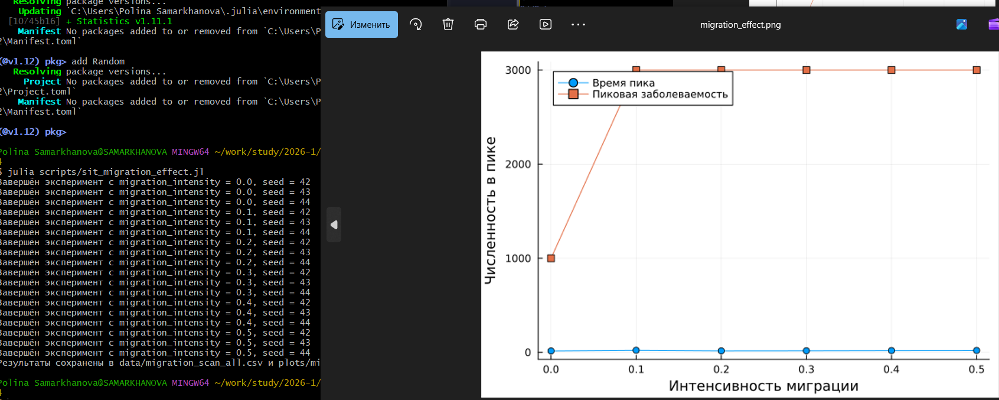 Resolving package versions...
Updating `C:\Users\Polina Samarkhanova\.julia\environment
[10745b16] + Statistics v1.11.1
Manifest No packages added to or removed from `C:\Users\P
2\Manifest.toml`
(@v1.12) pkg> add Random
Resolving package versions...
Project No packages added to or removed from `C:\Users\P
2\Project.toml`
Manifest No packages added to or removed from `C:\Users\P
2\Manifest.toml`
(@v1.12) pkg>
Polina Samarkhanova@SAMARKHANOVA MINGW64 ~/work/study/2026-1/
4
$ julia scripts/sit_migration_effect.jl
Завершён эксперимент с migration_intensity = 0.0, seed = 42
Завершён эксперимент с migration_intensity = 0.0, seed = 43
Завершён эксперимент с migration_intensity = 0.0, seed = 44
Завершён эксперимент с migration_intensity = 0.1, seed = 42
Завершён эксперимент с migration_intensity = 0.1, seed = 43
Завершён эксперимент с migration_intensity = 0.1, seed = 44
Завершён эксперимент с migration_intensity = 0.2, seed = 42
Завершён эксперимент с migration_intensity = 0.2, seed = 43
Завершён эксперимент с migration_intensity = 0.2, seed = 44
Завершён эксперимент с migration_intensity = 0.3, seed = 42
Завершён эксперимент с migration_intensity = 0.3, seed = 43
Завершён эксперимент с migration_intensity = 0.3, seed = 44
Завершён эксперимент с migration_intensity = 0.4, seed = 42
Завершён эксперимент с migration_intensity = 0.4, seed = 43
Завершён эксперимент с migration_intensity = 0.4, seed = 44
Завершён эксперимент с migration_intensity = 0.5, seed = 42
Завершён эксперимент с migration_intensity = 0.5, seed = 43
Завершён эксперимент с migration_intensity = 0.5, seed = 44
Результаты сохранены в data/migration_scan_all.csv и plots/mi
Polina Samarkhanova@SAMARKHANOVA MINGW64 ~/work/study/2026-1/
4
Изменить
migration_effect.png
3000
2000
1000
0
Численность в пике
Время пика
Пиковая заболеваемость
0.0 0.1 0.2 0.3 0.4 0.5
Интенсивность миграции